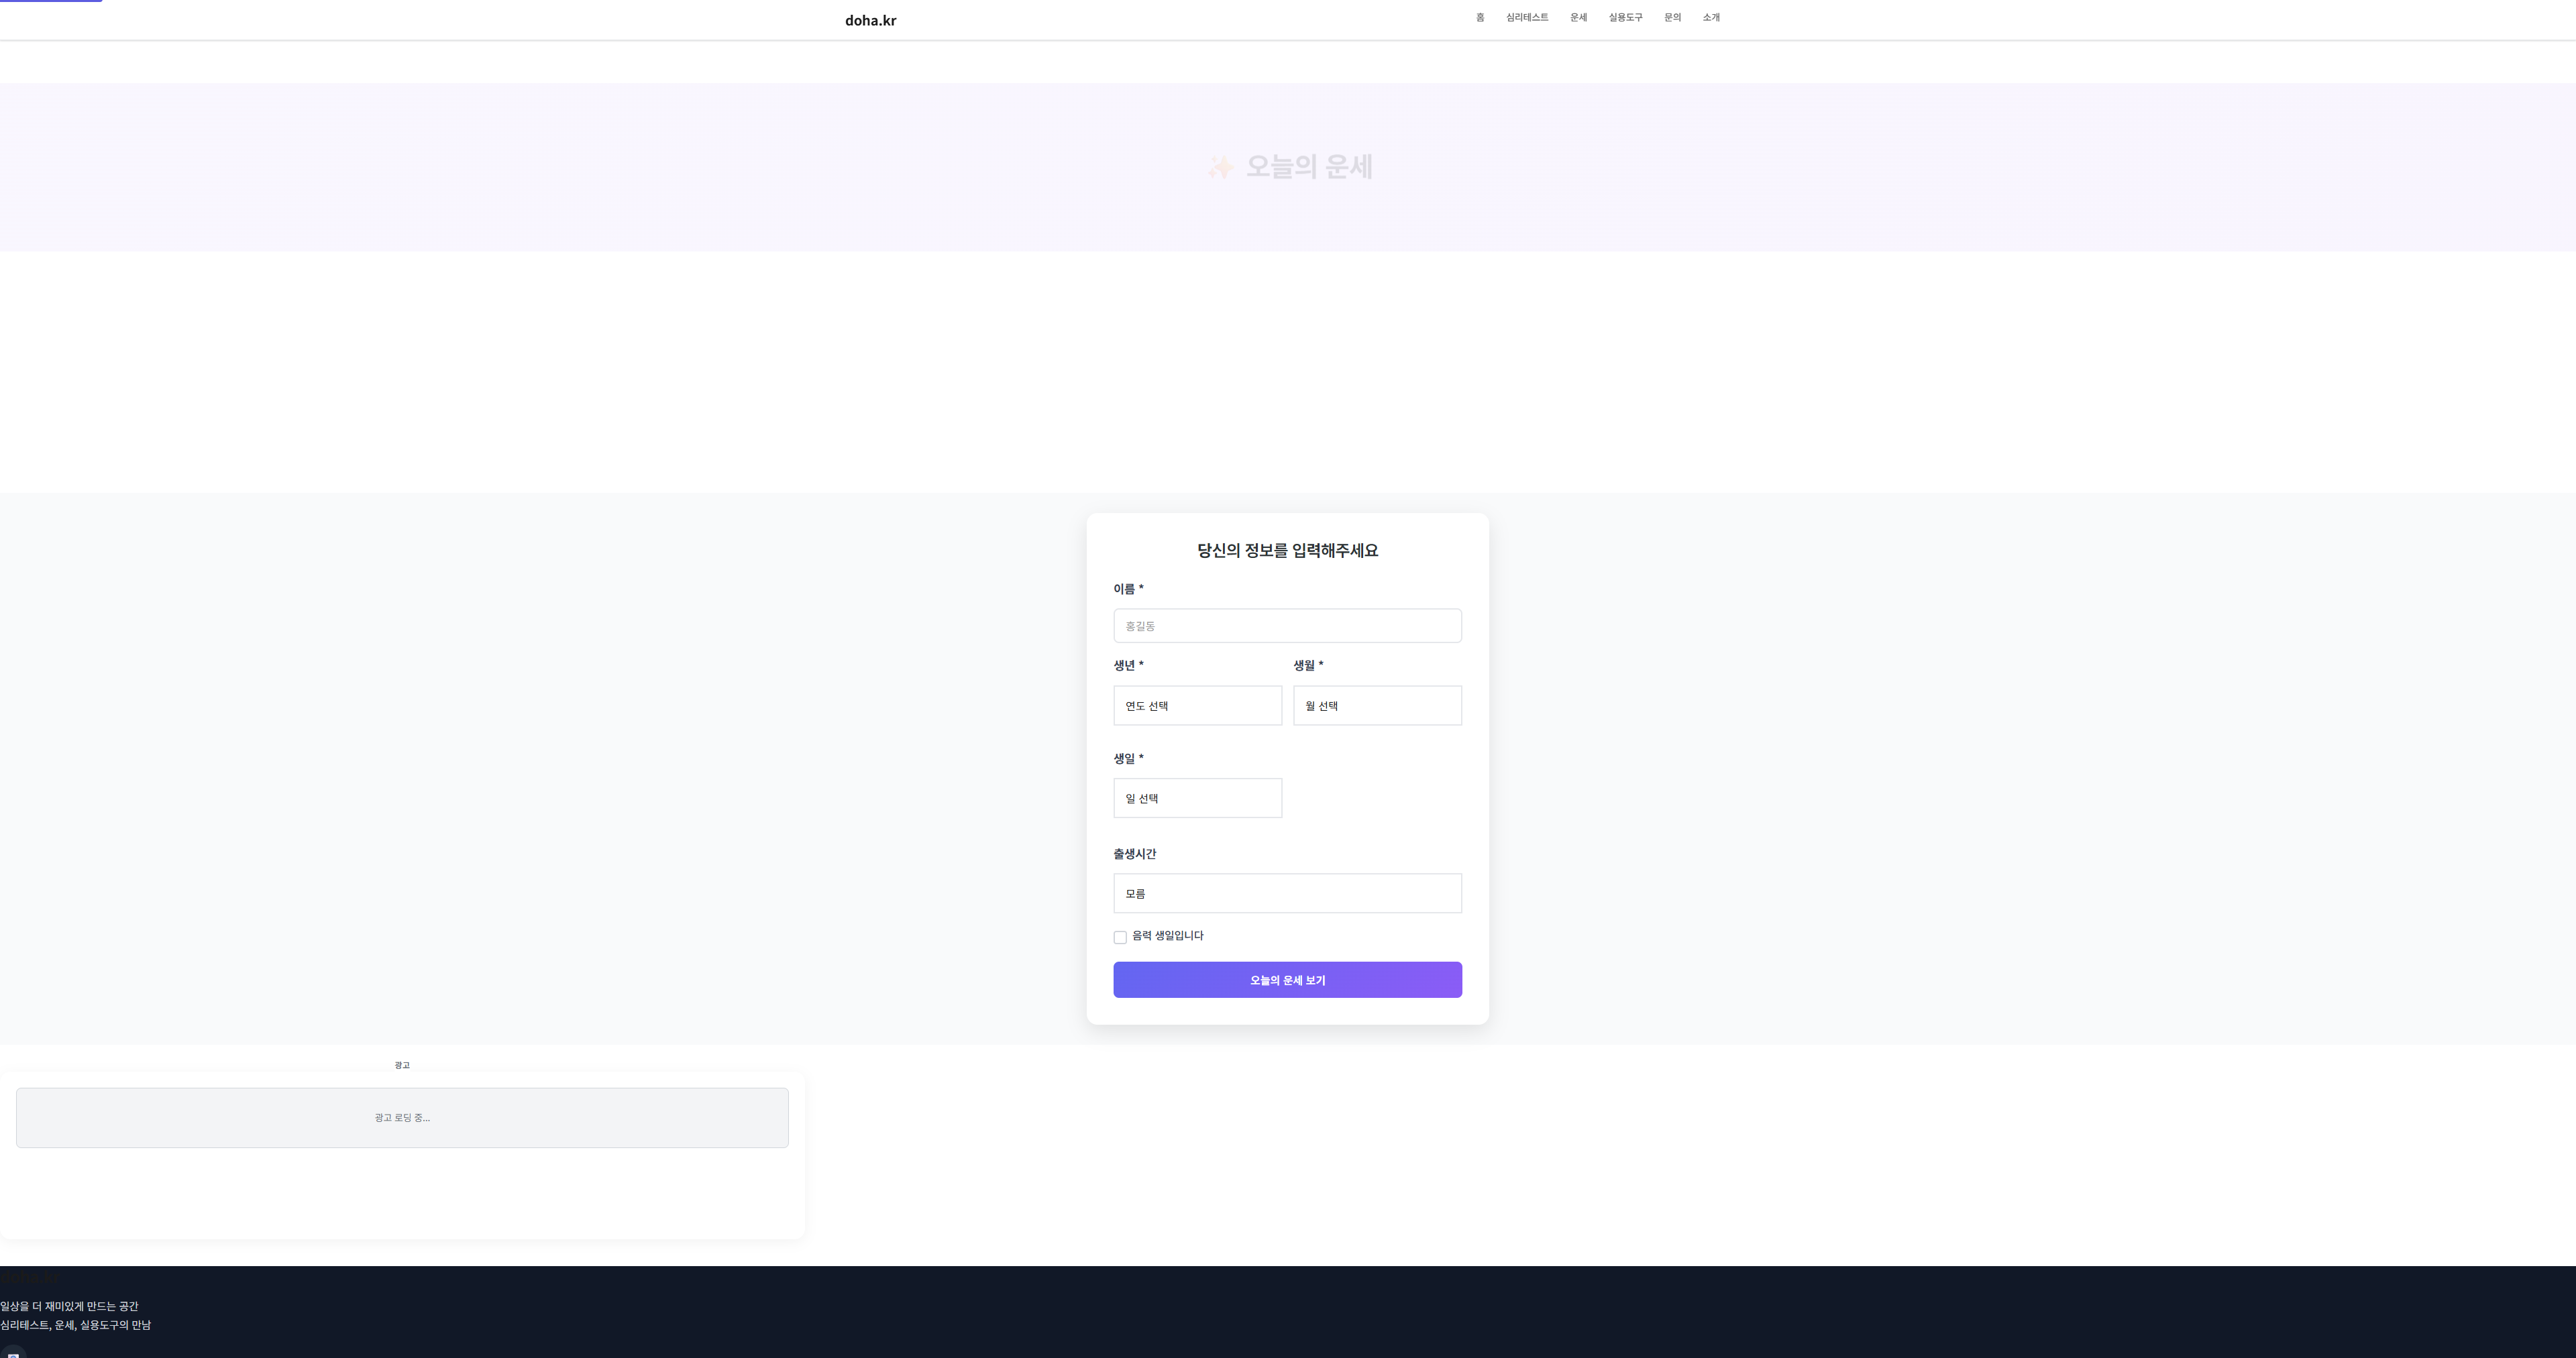 doha.kr
홈 심리테스트 운세 실용도구 문의 소개
✨ 오늘의 운세
당신의 정보를 입력해주세요
이름 *
홍길동
생년 * 생월 *
연도 선택 월 선택
생일 *
일 선택
출생시간
모름
음력 생일입니다
오늘의 운세 보기
광고
광고 로딩 중...
일상을 더 재미있게 만드는 공간
심리테스트, 운세, 실용도구의 만남